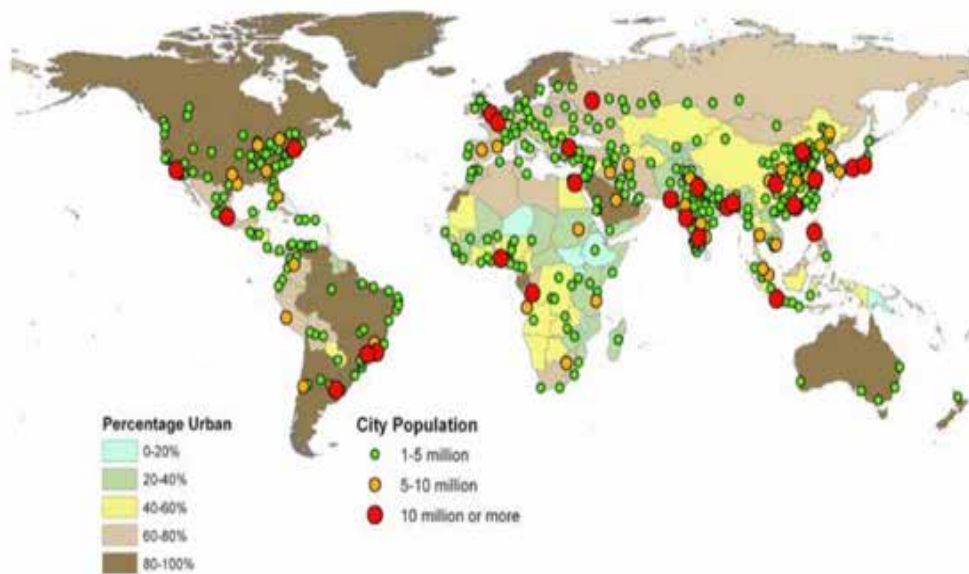 Percentage Urban
0-20%
20-40%
40-60%
60-80%
80-100%
City Population
1-5 million
5-10 million
10 million or more